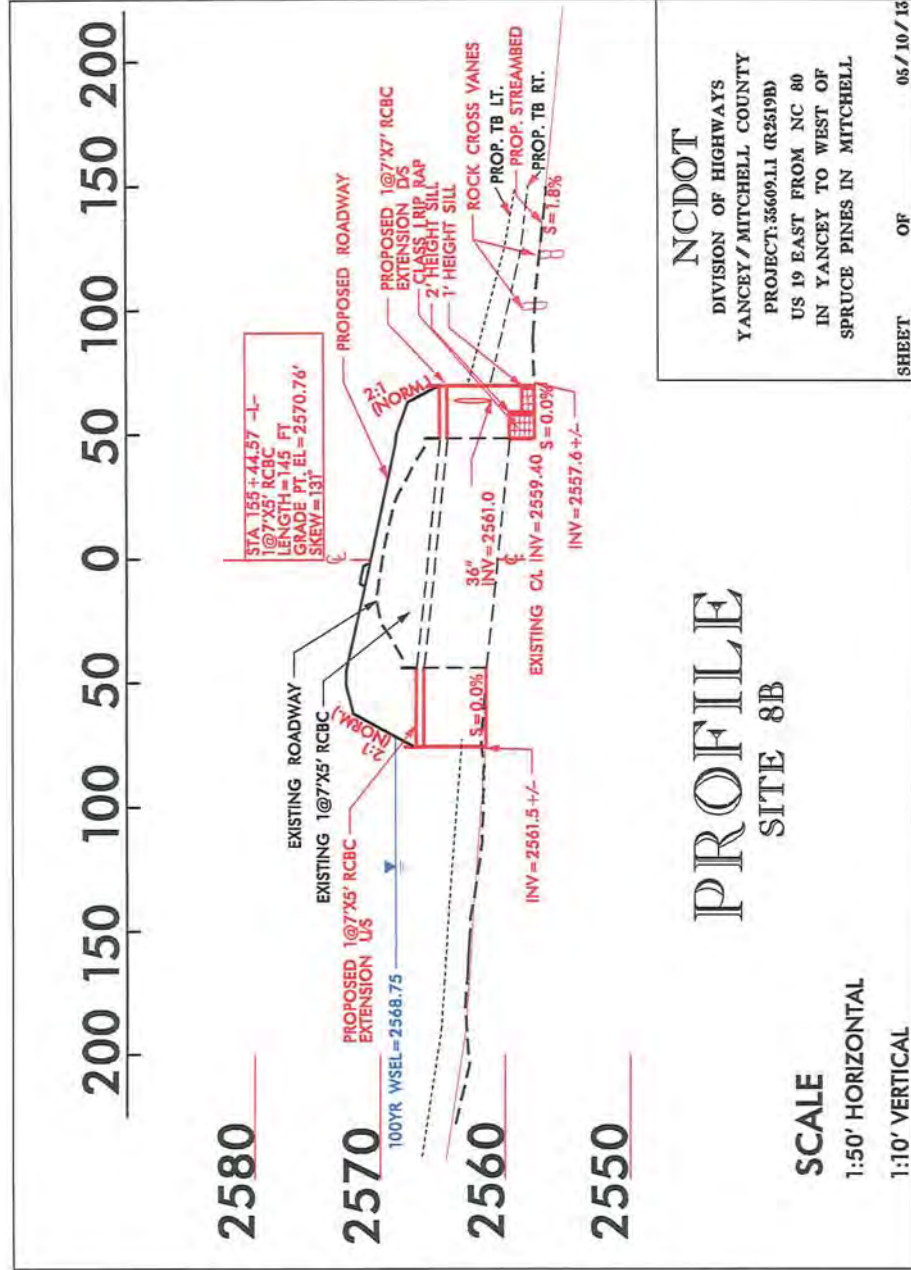 200 150 100 50 0 50 100 150 200
2580
2570
2560
2550
STA 155+44.57 -L-
1@7'X5' RCBC
LENGTH=145 FT
GRADE PT. EL=2570.76'
SKEW=131°
PROPOSED ROADWAY
EXISTING ROADWAY
EXISTING 1@7'X5' RCBC
PROPOSED 1@7'X5' RCBC
EXTENSION U/S
100YR WSEL=2568.75
2:1
(NORM.)
2:1
(NORM.)
PROPOSED 1@7'X7' RCBC
EXTENSION D/S
CLASS I RIP RAP
2' HEIGHT SILL
1' HEIGHT SILL
ROCK CROSS VANES
PROP. TB LT.
PROP. STREAMBED
PROP. TB RT.
S=1.8%
S=0.0%
S=0.0%
36"
INV=2561.0
EXISTING C/L INV=2559.40
INV=2557.6+/-
INV=2561.5+/-
PROFILE
SITE 8B
SCALE
1:50' HORIZONTAL
1:10' VERTICAL
NCDOT
DIVISION OF HIGHWAYS
YANCEY/MITCHELL COUNTY
PROJECT:35609.1.1 (R2519B)
US 19 EAST FROM NC 80
IN YANCEY TO WEST OF
SPRUCE PINES IN MITCHELL
SHEET OF 05/10/13